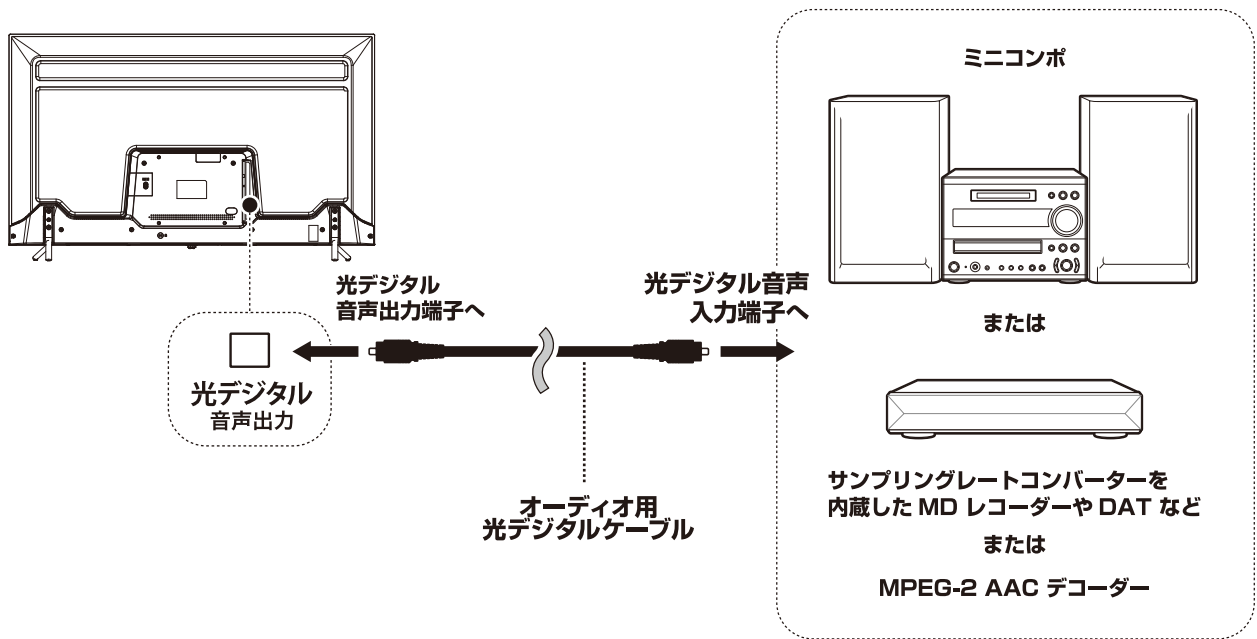 ミニコンポ
光デジタル
音声出力端子へ
光デジタル音声
入力端子へ
または
光デジタル
音声出力
オーディオ用
光デジタルケーブル
サンプリングレートコンバーターを
内蔵した MD レコーダーや DAT など
または
MPEG-2 AAC デコーダー